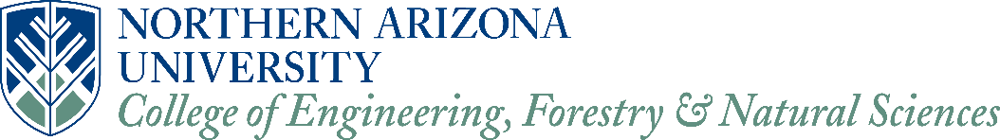 NORTHERN ARIZONA
UNIVERSITY
College of Engineering, Forestry & Natural Sciences